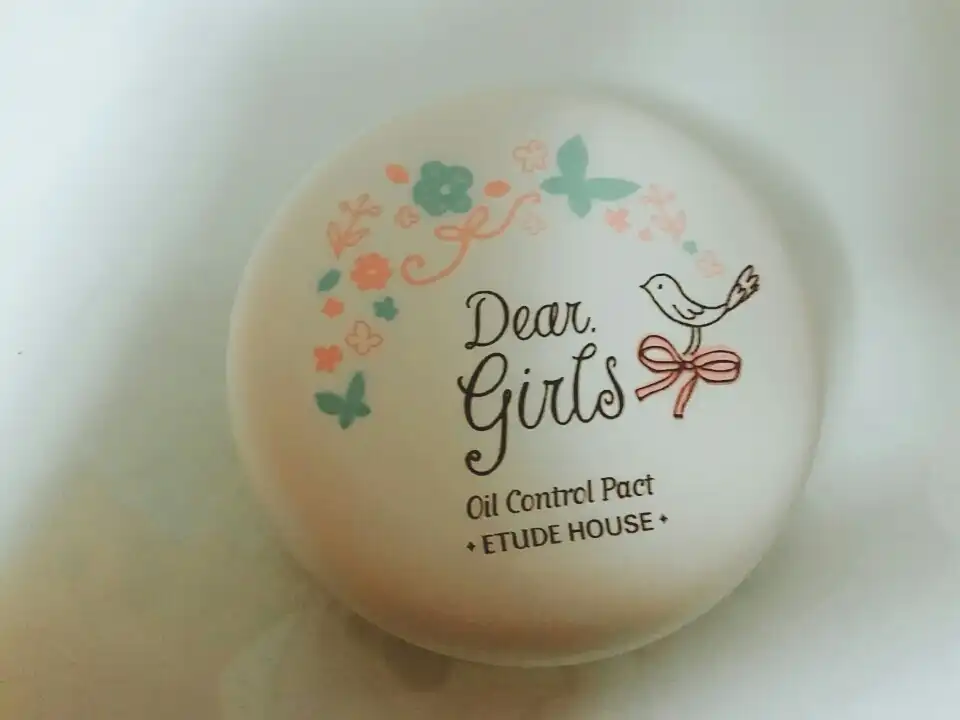 Dear.
Girls
Oil Control Pact
ETUDE HOUSE